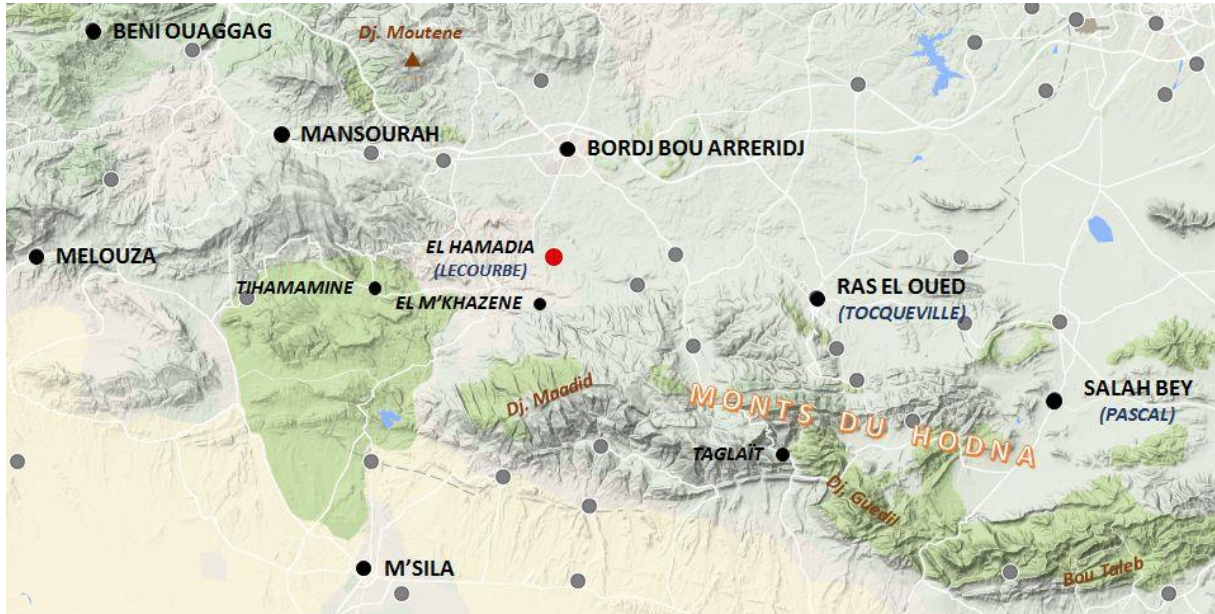 BENI OUAGGAG
Dj. Moutene
MANSOURAH
BORDJ BOU ARRERIDJ
MELOUZA
EL HAMADIA
(LECOURBE)
TIHAMAMINE
EL M'KHAZENE
RAS EL OUED
(TOCQUEVILLE)
Dj. Maadid
MONTS DU HODNA
SALAH BEY
(PASCAL)
TAGLAÏT
Dj. Guedil
M'SILA
Bou Taleb